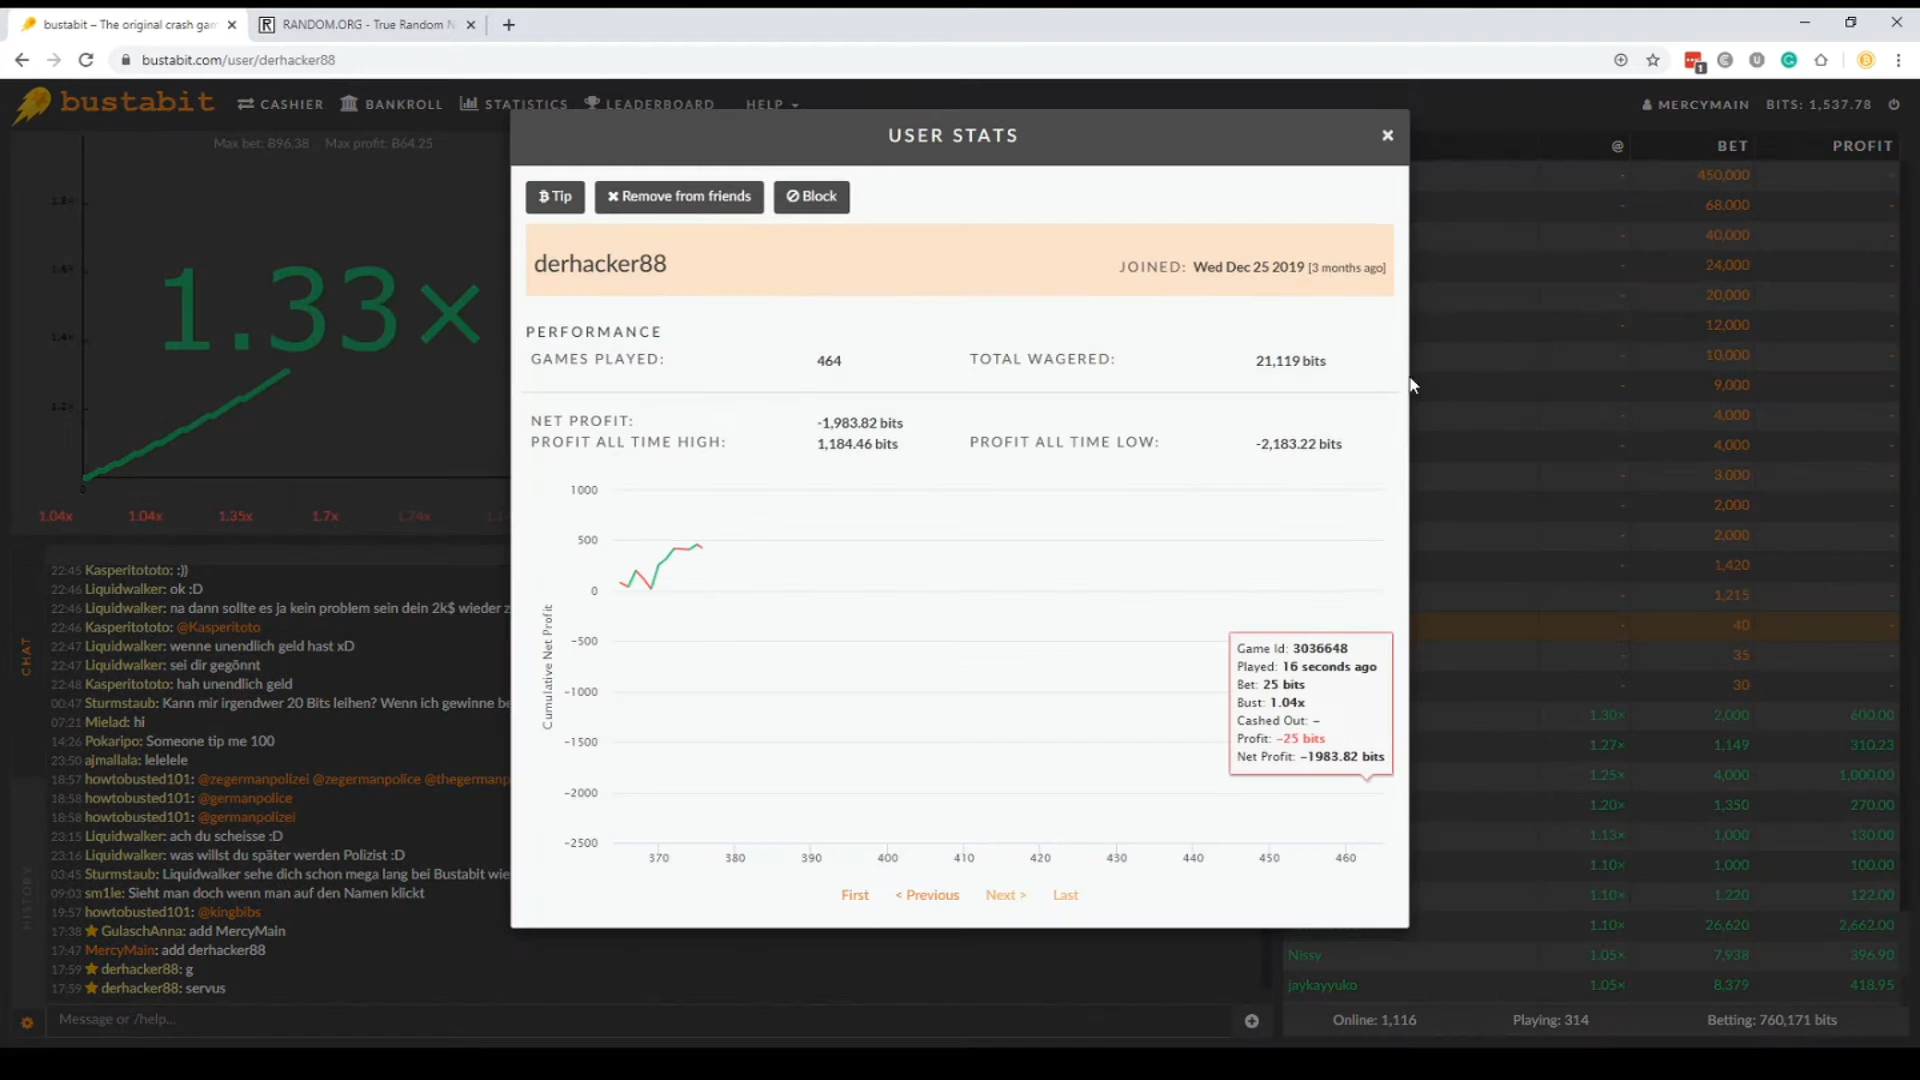 bustabit – The original crash gam
RANDOM.ORG - True Random N
bustabit.com/user/derhacker88
1
bustabit
CASHIER
BANKROLL
STATISTICS
LEADERBOARD
HELP
MERCYMAIN
BITS: 1,537.78
Max bet: Ƀ96.38
Max profit: Ƀ64.25
1.33×
0
1.04x
1.04x
1.35x
1.7x
1.74x
CHAT
HISTORY
22:45 Kasperitototo: :))
22:46 Liquidwalker: ok :D
22:46 Liquidwalker: na dann sollte es ja kein problem sein dein 2k$ wieder z
22:46 Kasperitototo: @Kasperitoto
22:47 Liquidwalker: wenne unendlich geld hast xD
22:47 Liquidwalker: sei dir gegönnt
22:48 Kasperitototo: hah unendlich geld
00:47 Sturmstaub: Kann mir irgendwer 20 Bits leihen? Wenn ich gewinne be
07:21 Mielad: hi
14:26 Pokaripo: Someone tip me 100
23:50 ajmallala: lelelele
18:57 howtobusted101: @zegermanpolizei @zegermanpolice @thegermanp
18:58 howtobusted101: @germanpolice
18:58 howtobusted101: @germanpolizei
23:15 Liquidwalker: ach du scheisse :D
23:16 Liquidwalker: was willst du später werden Polizist :D
03:45 Sturmstaub: Liquidwalker sehe dich schon mega lang bei Bustabit wie
09:03 sm1le: Sieht man doch wenn man auf den Namen klickt
19:57 howtobusted101: @kingbibs
17:38 GulaschAnna: add MercyMain
17:47 MercyMain: add derhacker88
17:59 derhacker88: g
17:59 derhacker88: servus
Message or /help...
USER STATS
Tip
Remove from friends
Block
derhacker88
JOINED: Wed Dec 25 2019 [3 months ago]
PERFORMANCE
GAMES PLAYED: 464
TOTAL WAGERED: 21,119 bits
NET PROFIT: -1,983.82 bits
PROFIT ALL TIME HIGH: 1,184.46 bits
PROFIT ALL TIME LOW: -2,183.22 bits
Cumulative Net Profit
1000
500
0
−500
−1000
−1500
−2000
−2500
370 380 390 400 410 420 430 440 450 460
Game Id: 3036648
Played: 16 seconds ago
Bet: 25 bits
Bust: 1.04x
Cashed Out: –
Profit: −25 bits
Net Profit: −1983.82 bits
First
< Previous
Next >
Last
@ BET PROFIT
- 450,000 -
- 68,000 -
- 40,000 -
- 24,000 -
- 20,000 -
- 12,000 -
- 10,000 -
- 9,000 -
- 4,000 -
- 4,000 -
- 3,000 -
- 2,000 -
- 2,000 -
- 1,420 -
- 1,215 -
- 40 -
- 35 -
- 30 -
1.30× 2,000 600.00
1.27× 1,149 310.23
1.25× 4,000 1,000.00
1.20× 1,350 270.00
1.13× 1,000 130.00
1.10× 1,000 100.00
1.10× 1,220 122.00
1.10× 26,620 2,662.00
Nissy 1.05× 7,938 396.90
jaykayyuko 1.05× 8,379 418.95
Online: 1,116
Playing: 314
Betting: 760,171 bits